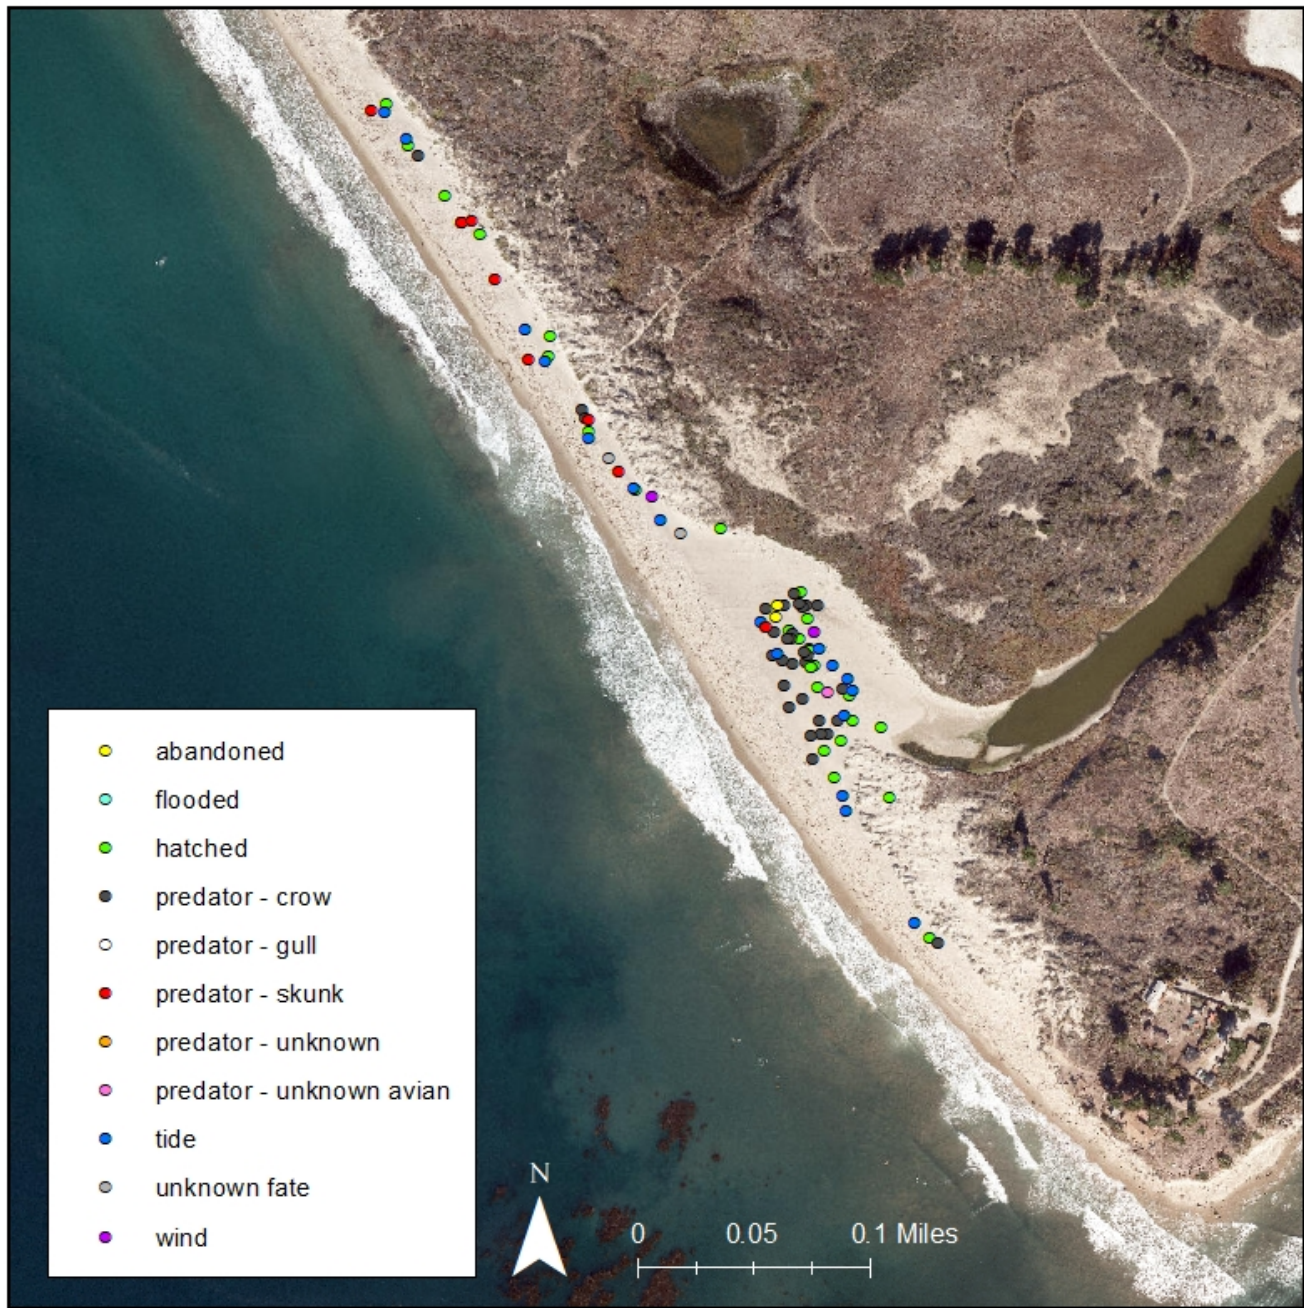 abandoned
flooded
hatched
predator - crow
predator - gull
predator - skunk
predator - unknown
predator - unknown avian
tide
unknown fate
wind
N
0 0.05 0.1 Miles